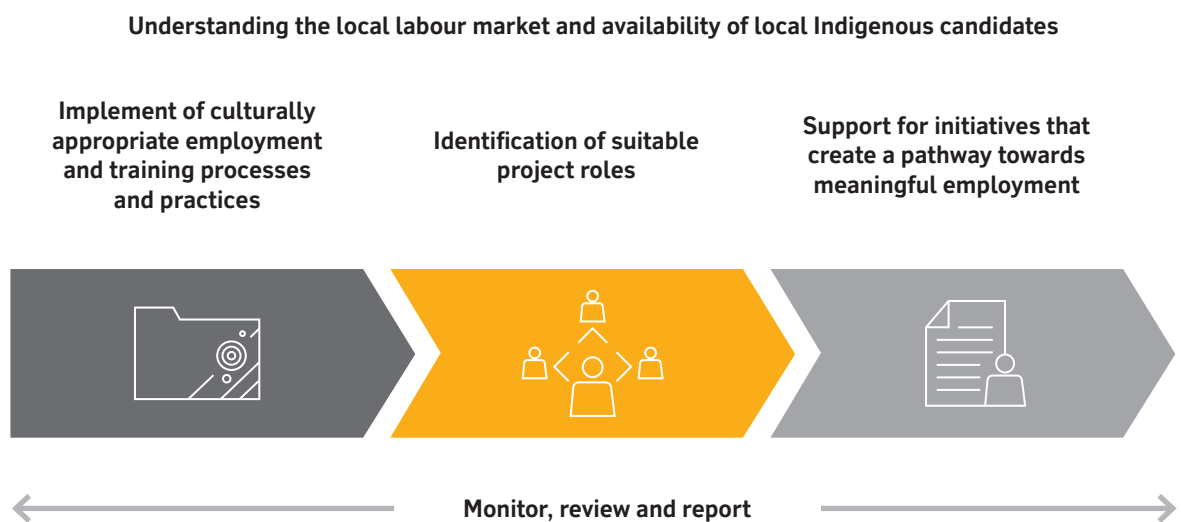 Understanding the local labour market and availability of local Indigenous candidates
Implement of culturally
appropriate employment
and training processes
and practices
Identification of suitable
project roles
Support for initiatives that
create a pathway towards
meaningful employment
Monitor, review and report